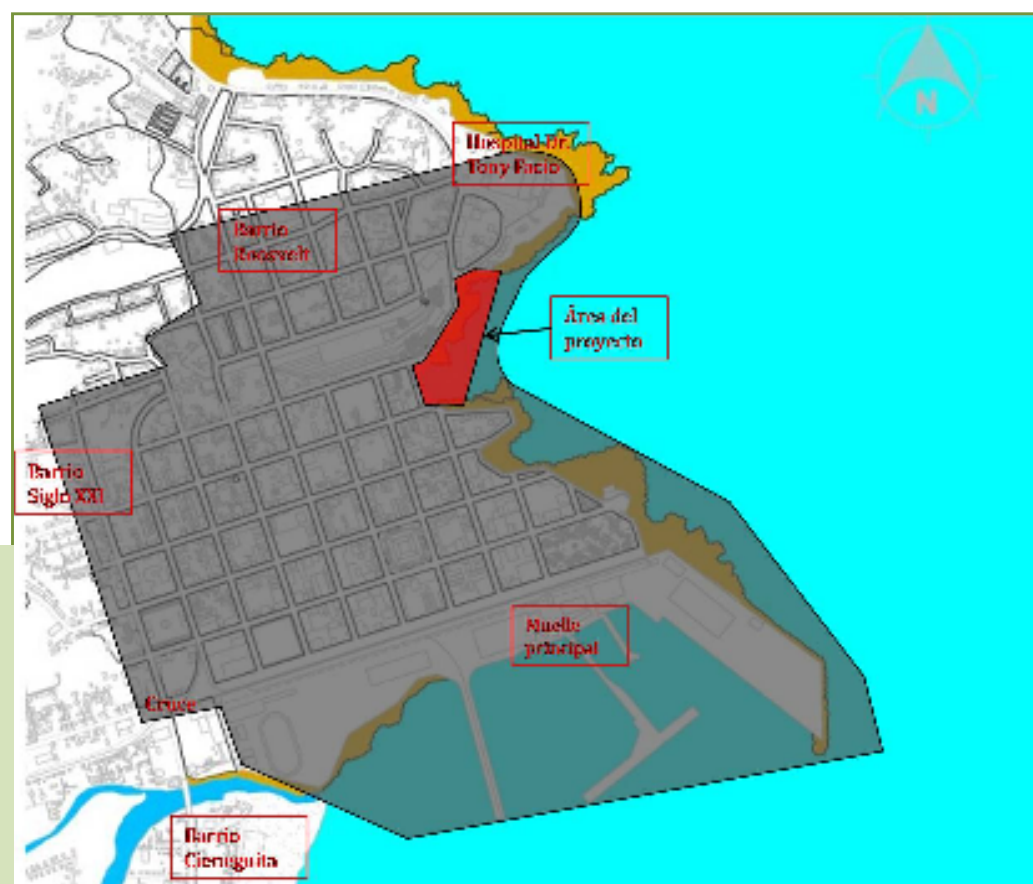 N
Hospital Dr.
Tony Facio
Barrio
Roosevelt
Área del
proyecto
Barrio
Siglo XXI
Muelle
principal
Cruce
Barrio
Cieneguita